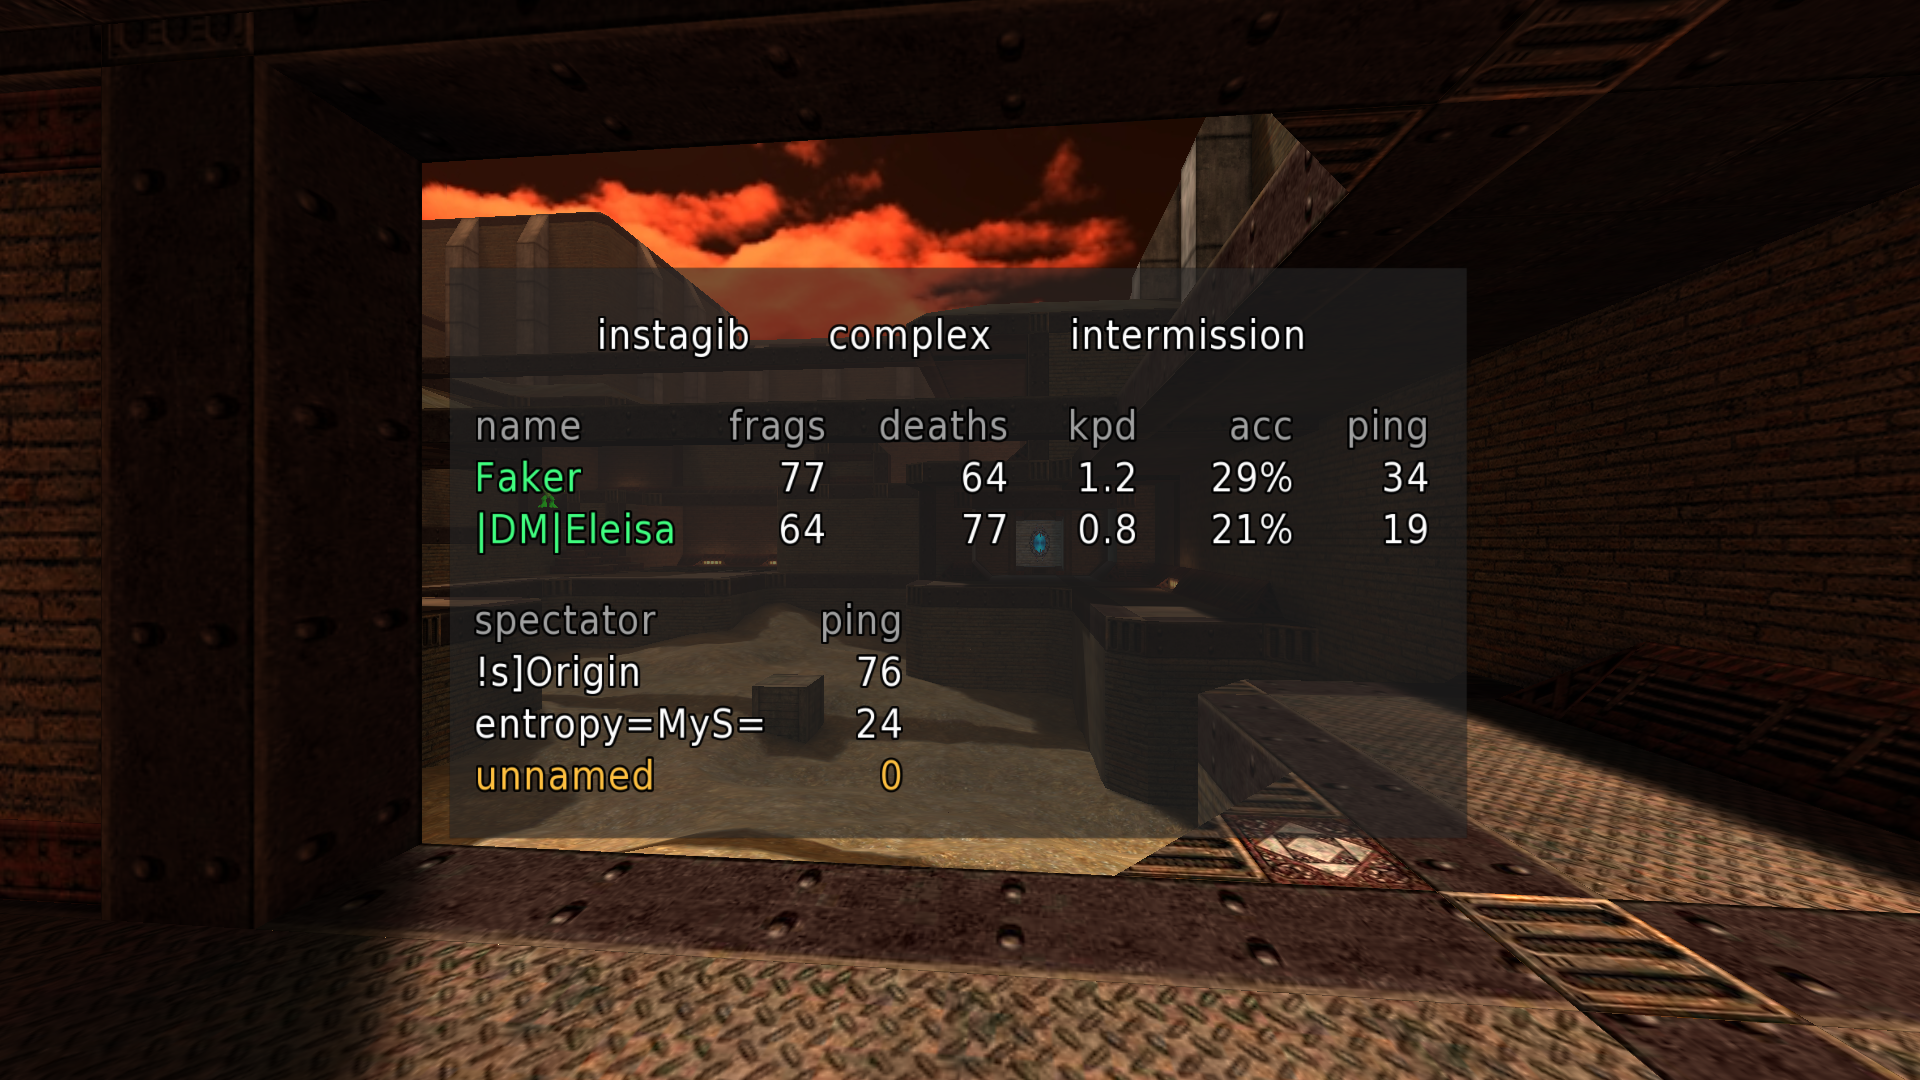 instagib complex intermission
name frags deaths kpd acc ping
Faker 77 64 1.2 29% 34
|DM|Eleisa 64 77 0.8 21% 19
spectator ping
!s]Origin 76
entropy=MyS= 24
unnamed 0